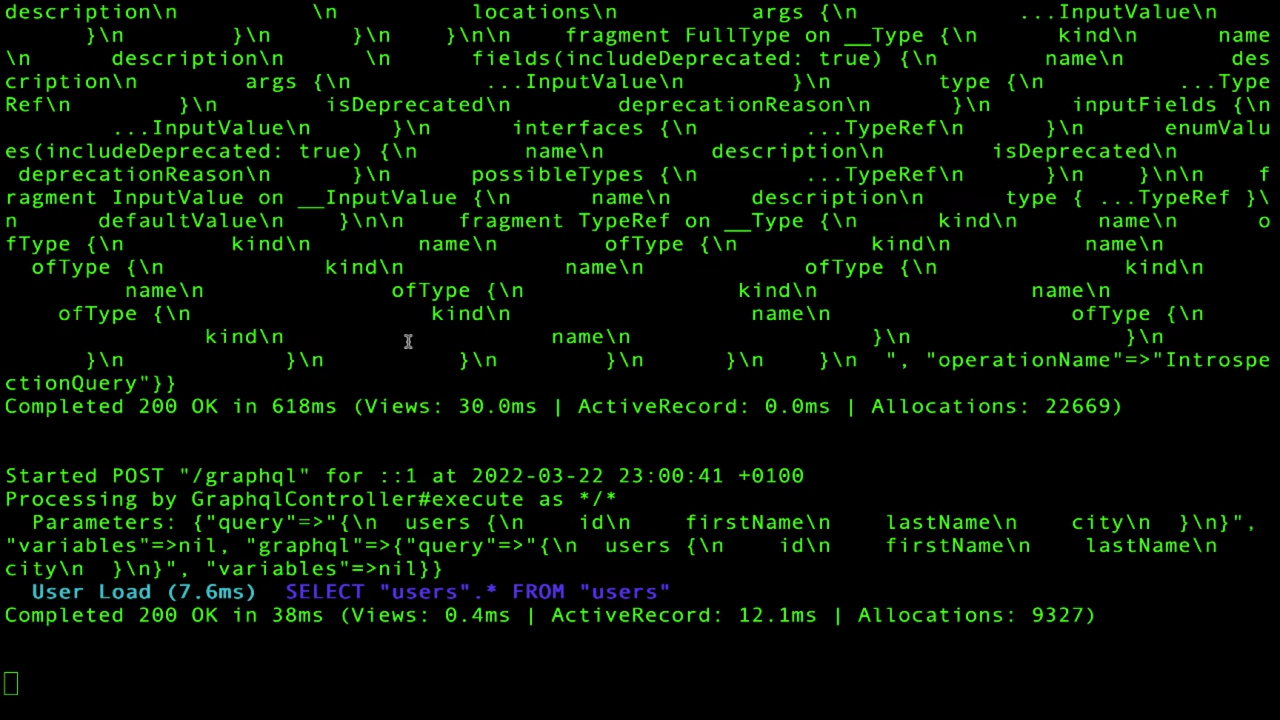 description\n \n locations\n args {\n ...InputValue\n
}\n }\n }\n }\n\n fragment FullType on __Type {\n kind\n name
\n description\n \n fields(includeDeprecated: true) {\n name\n des
cription\n args {\n ...InputValue\n }\n type {\n ...Type
Ref\n }\n isDeprecated\n deprecationReason\n }\n inputFields {\n
...InputValue\n }\n interfaces {\n ...TypeRef\n }\n enumValu
es(includeDeprecated: true) {\n name\n description\n isDeprecated\n
deprecationReason\n }\n possibleTypes {\n ...TypeRef\n }\n }\n\n f
ragment InputValue on __InputValue {\n name\n description\n type { ...TypeRef }\
n defaultValue\n }\n\n fragment TypeRef on __Type {\n kind\n name\n o
fType {\n kind\n name\n ofType {\n kind\n name\n
ofType {\n kind\n name\n ofType {\n kind\n
name\n ofType {\n kind\n name\n
ofType {\n kind\n name\n ofType {\n
kind\n name\n }\n }\n
}\n }\n }\n }\n }\n }\n ", "operationName"=>"Introspe
ctionQuery"}}
Completed 200 OK in 618ms (Views: 30.0ms | ActiveRecord: 0.0ms | Allocations: 22669)
Started POST "/graphql" for ::1 at 2022-03-22 23:00:41 +0100
Processing by GraphqlController#execute as */*
Parameters: {"query"=>"{\n users {\n id\n firstName\n lastName\n city\n }\n}",
"variables"=>nil, "graphql"=>{"query"=>"{\n users {\n id\n firstName\n lastName\n
city\n }\n}", "variables"=>nil}}
User Load (7.6ms) SELECT "users".* FROM "users"
Completed 200 OK in 38ms (Views: 0.4ms | ActiveRecord: 12.1ms | Allocations: 9327)